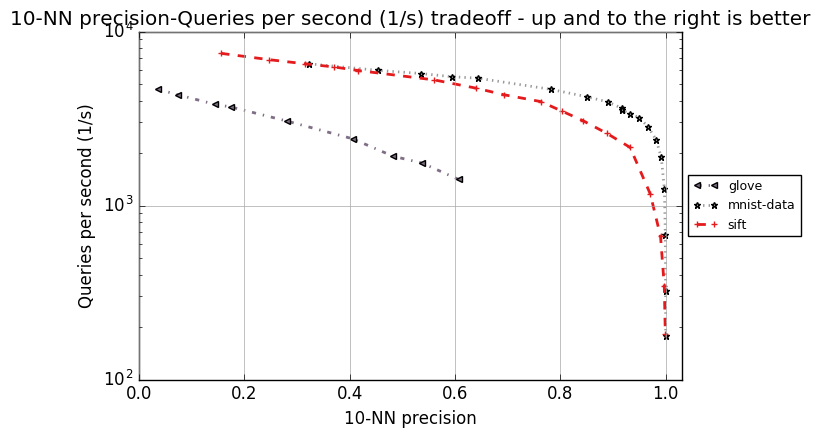 10-NN precision-Queries per second (1/s) tradeoff - up and to the right is better
10^4
10^3
10^2
Queries per second (1/s)
0.0 0.2 0.4 0.6 0.8 1.0
10-NN precision
glove
mnist-data
sift